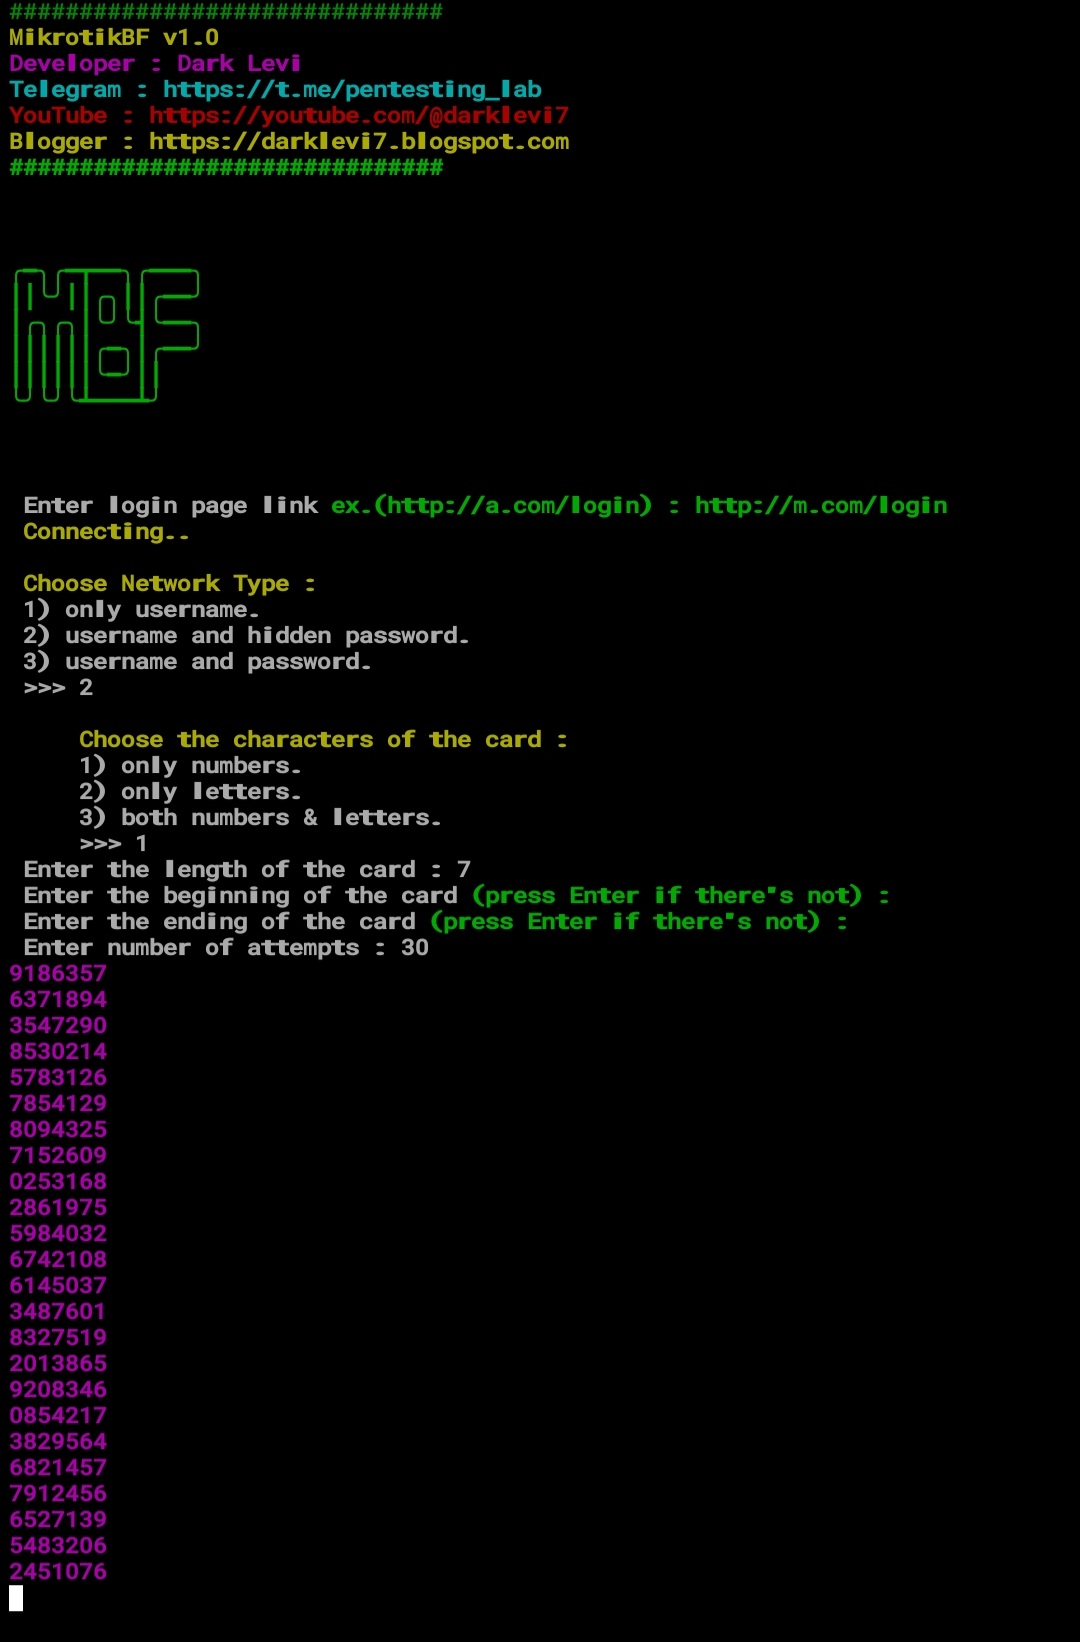 ###############################
MikrotikBF v1.0
Developer : Dark Levi
Telegram : https://t.me/pentesting_lab
YouTube : https://youtube.com/@darklevi7
Blogger : https://darklevi7.blogspot.com
###############################
MBF
Enter login page link ex.(http://a.com/login) : http://m.com/login
Connecting..
Choose Network Type :
1) only username.
2) username and hidden password.
3) username and password.
>>> 2
Choose the characters of the card :
1) only numbers.
2) only letters.
3) both numbers & letters.
>>> 1
Enter the length of the card : 7
Enter the beginning of the card (press Enter if there's not) :
Enter the ending of the card (press Enter if there's not) :
Enter number of attempts : 30
9186357
6371894
3547290
8530214
5783126
7854129
8094325
7152609
0253168
2861975
5984032
6742108
6145037
3487601
8327519
2013865
9208346
0854217
3829564
6821457
7912456
6527139
5483206
2451076